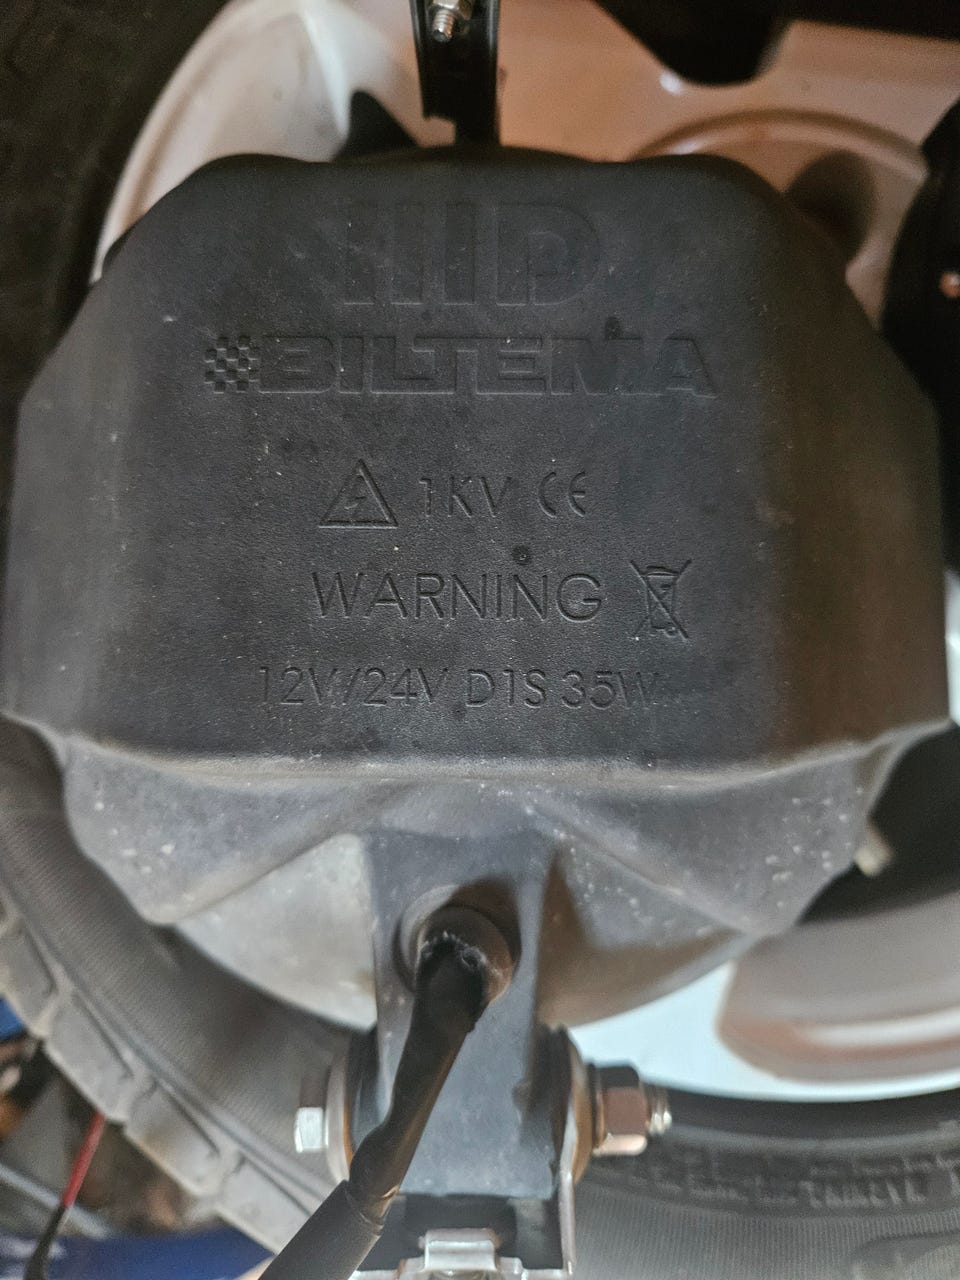 HID
BILTEMA
1KV CE
WARNING
12V/24V D1S 35W